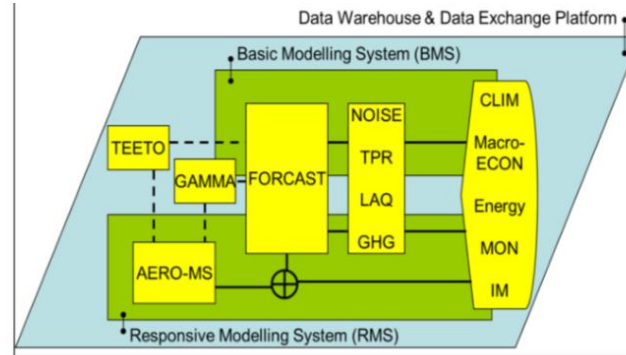 Data Warehouse & Data Exchange Platform
Basic Modelling System (BMS)
TEETO
GAMMA
FORCAST
NOISE
TPR
LAQ
GHG
CLIM
Macro-
ECON
Energy
MON
IM
AERO-MS
Responsive Modelling System (RMS)